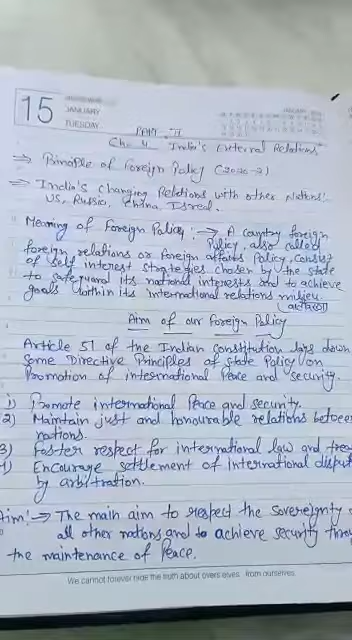 15
JANUARY
TUESDAY
PART-II
Ch. 4 India's External Relations
⇒ Principle of Foreign Policy (2020-21)
⇒ India's changing Relations with other Nations:
US, Russia, China, Isreal.
Meaning of Foreign Policy :→ A country foreign
Policy, also called
foreign relations or foreign affairs Policy, consist
of self interest strategies chosen by the state
to safeguard its national interests and to achieve
goals within its international relations milieu
Aim of our Foreign Policy
Article 51 of the Indian constitution lays down
Some Directive Principles of state Policy on
Promotion of international Peace and security.
1) Promote international Peace and security.
2) Maintain just and honourable relations between
nations.
3) Foster respect for international law and
4) Encourage settlement of International
by arbitration.
Aim:→ The main aim to respect the Sovereignty
all other nations and to achieve security
the maintenance of Peace.
We cannot forever hide the truth about ourselves, from ourselves.